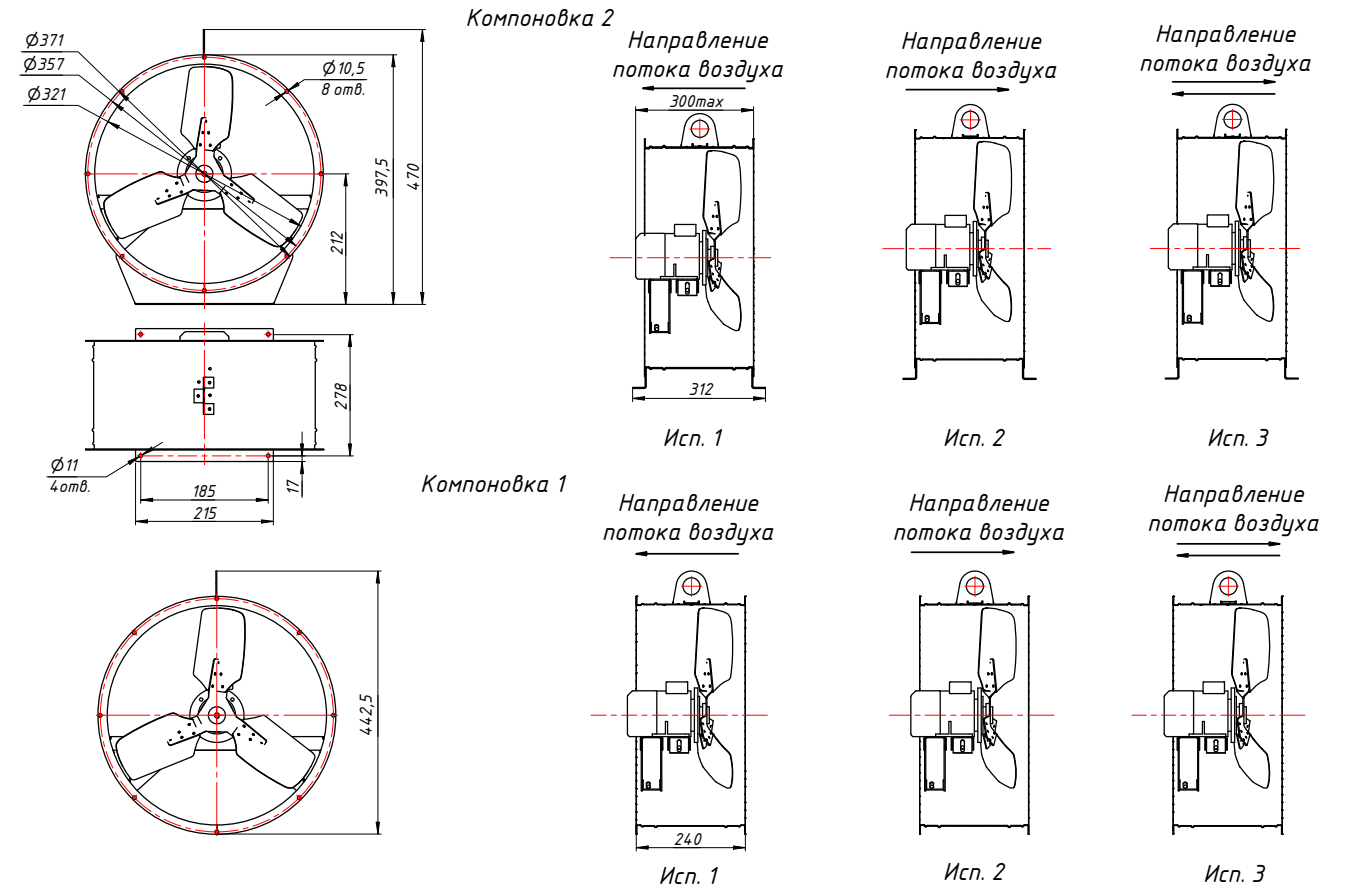 Компоновка 2
Ø371
Ø357
Ø321
Ø10,5
8 отв.
397,5
470
212
Направление
потока воздуха
300max
312
Исп. 1
Направление
потока воздуха
Исп. 2
Направление
потока воздуха
Исп. 3
278
Ø11
4отв.
185
215
17
Компоновка 1
442,5
Направление
потока воздуха
240
Исп. 1
Направление
потока воздуха
Исп. 2
Направление
потока воздуха
Исп. 3